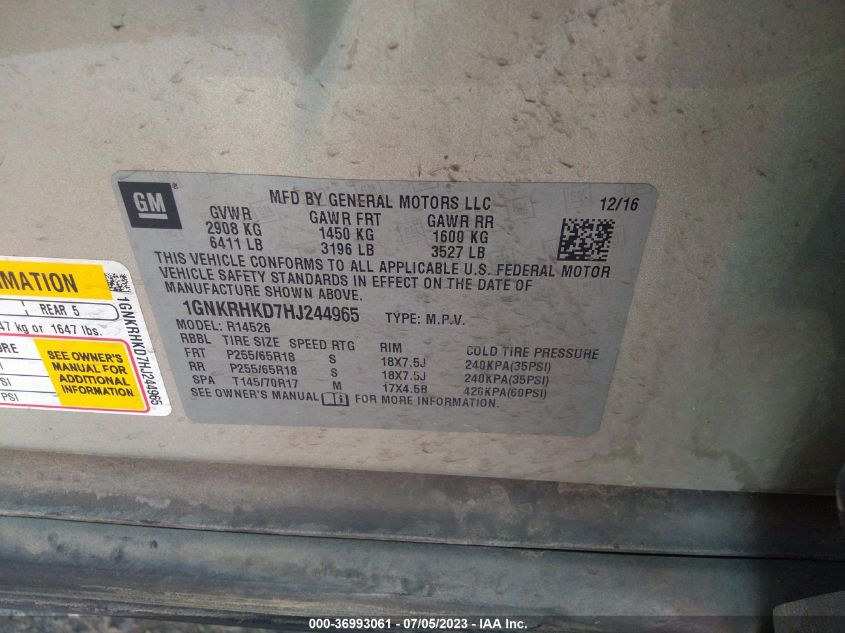 GM
®
MFD BY GENERAL MOTORS LLC 12/16
GVWR GAWR FRT GAWR RR
2908 KG 1450 KG 1600 KG
6411 LB 3196 LB 3527 LB
THIS VEHICLE CONFORMS TO ALL APPLICABLE U.S. FEDERAL MOTOR
VEHICLE SAFETY STANDARDS IN EFFECT ON THE DATE OF
MANUFACTURE SHOWN ABOVE.
1GNKRHKD7HJ244965 TYPE: M.P.V.
MODEL: R14526
RBBL TIRE SIZE SPEED RTG RIM COLD TIRE PRESSURE
FRT P255/65R18 S 18X7.5J 240KPA(35PSI)
RR P255/65R18 S 18X7.5J 240KPA(35PSI)
SPA T145/70R17 M 17X4.5B 420KPA(60PSI)
SEE OWNER'S MANUAL FOR MORE INFORMATION.
RMATION
REAR 5
47 kg or 1647 lbs.
URE
SI
SI
PSI
SEE OWNER'S
MANUAL FOR
ADDITIONAL
INFORMATION
1GNKRHKD7HJ244965
000-36993061 - 07/05/2023 - IAA Inc.